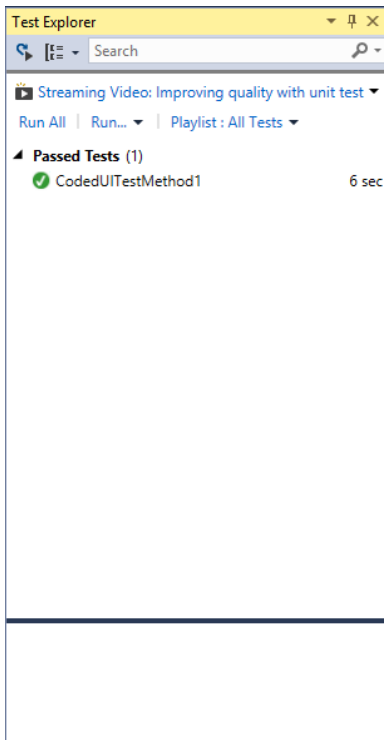 Test Explorer
Search
Streaming Video: Improving quality with unit test
Run All | Run... | Playlist : All Tests
Passed Tests (1)
CodedUITestMethod1 6 sec